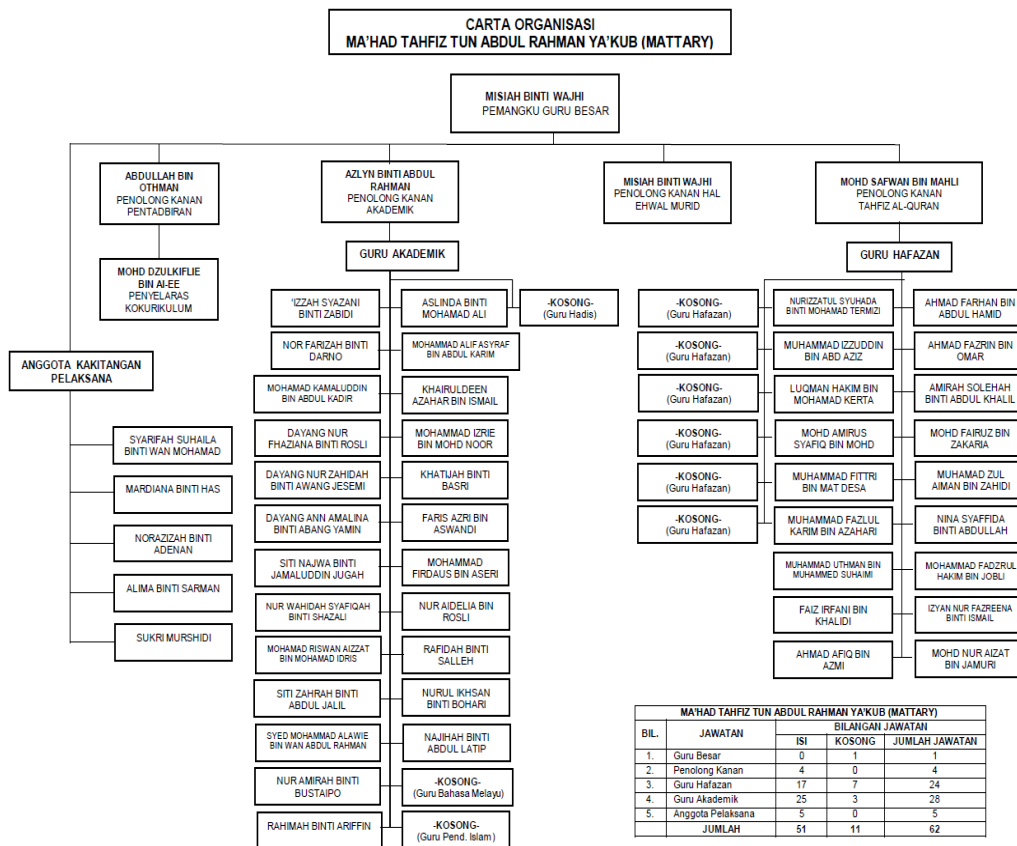 CARTA ORGANISASI
MA'HAD TAHFIZ TUN ABDUL RAHMAN YA'KUB (MATTARY)
MISIAH BINTI WAJHI
PEMANGKU GURU BESAR
ABDULLAH BIN
OTHMAN
PENOLONG KANAN
PENTADBIRAN
AZLYN BINTI ABDUL
RAHMAN
PENOLONG KANAN
AKADEMIK
MISIAH BINTI WAJHI
PENOLONG KANAN HAL
EHWAL MURID
MOHD SAFWAN BIN MAHLI
PENOLONG KANAN
TAHFIZ AL-QURAN
MOHD DZULKIFLIE
BIN AI-EE
PENYELARAS
KOKURIKULUM
ANGGOTA KAKITANGAN
PELAKSANA
SYARIFAH SUHAILA
BINTI WAN MOHAMAD
MARDIANA BINTI HAS
NORAZIZAH BINTI
ADENAN
ALIMA BINTI SARMAN
SUKRI MURSHIDI
GURU AKADEMIK
'IZZAH SYAZANI
BINTI ZABIDI
ASLINDA BINTI
MOHAMAD ALI
-KOSONG-
(Guru Hadis)
NOR FARIZAH BINTI
DARNO
MOHAMMAD ALIF ASYRAF
BIN ABDUL KARIM
MOHAMAD KAMALUDDIN
BIN ABDUL KADIR
KHAIRULDEEN
AZAHAR BIN ISMAIL
DAYANG NUR
FHAZIANA BINTI ROSLI
MOHAMMAD IZRIE
BIN MOHD NOOR
DAYANG NUR ZAHIDAH
BINTI AWANG JESEMI
KHATIJAH BINTI
BASRI
DAYANG ANN AMALINA
BINTI ABANG YAMIN
FARIS AZRI BIN
ASWANDI
SITI NAJWA BINTI
JAMALUDDIN JUGAH
MOHAMMAD
FIRDAUS BIN ASERI
NUR WAHIDAH SYAFIQAH
BINTI SHAZALI
NUR AIDELIA BIN
ROSLI
MOHAMAD RISWAN AIZZAT
BIN MOHAMAD IDRIS
RAFIDAH BINTI
SALLEH
SITI ZAHRAH BINTI
ABDUL JALIL
NURUL IKHSAN
BINTI BOHARI
SYED MOHAMMAD ALAWIE
BIN WAN ABDUL RAHMAN
NAJIHAH BINTI
ABDUL LATIP
NUR AMIRAH BINTI
BUSTAIPO
-KOSONG-
(Guru Bahasa Melayu)
RAHIMAH BINTI ARIFFIN
-KOSONG-
(Guru Pend. Islam)
GURU HAFAZAN
-KOSONG-
(Guru Hafazan)
NURIZZATUL SYUHADA
BINTI MOHAMAD TERMIZI
AHMAD FARHAN BIN
ABDUL HAMID
-KOSONG-
(Guru Hafazan)
MUHAMMAD IZZUDDIN
BIN ABD AZIZ
AHMAD FAZRIN BIN
OMAR
-KOSONG-
(Guru Hafazan)
LUQMAN HAKIM BIN
MOHAMAD KERTA
AMIRAH SOLEHAH
BINTI ABDUL KHALIL
-KOSONG-
(Guru Hafazan)
MOHD AMIRUS
SYAFIQ BIN MOHD
MOHD FAIRUZ BIN
ZAKARIA
-KOSONG-
(Guru Hafazan)
MUHAMMAD FITTRI
BIN MAT DESA
MUHAMAD ZUL
AIMAN BIN ZAHIDI
-KOSONG-
(Guru Hafazan)
MUHAMMAD FAZLUL
KARIM BIN AZAHARI
NINA SYAFFIDA
BINTI ABDULLAH
MUHAMMAD UTHMAN BIN
MUHAMMED SUHAIMI
MOHAMMAD FADZRUL
HAKIM BIN JOBLI
FAIZ IRFANI BIN
KHALIDI
IZYAN NUR FAZREENA
BINTI ISMAIL
AHMAD AFIQ BIN
AZMI
MOHD NUR AIZAT
BIN JAMURI
MA'HAD TAHFIZ TUN ABDUL RAHMAN YA'KUB (MATTARY)
BIL. JAWATAN BILANGAN JAWATAN
ISI KOSONG JUMLAH JAWATAN
1. Guru Besar 0 1 1
2. Penolong Kanan 4 0 4
3. Guru Hafazan 17 7 24
4. Guru Akademik 25 3 28
5. Anggota Pelaksana 5 0 5
JUMLAH 51 11 62